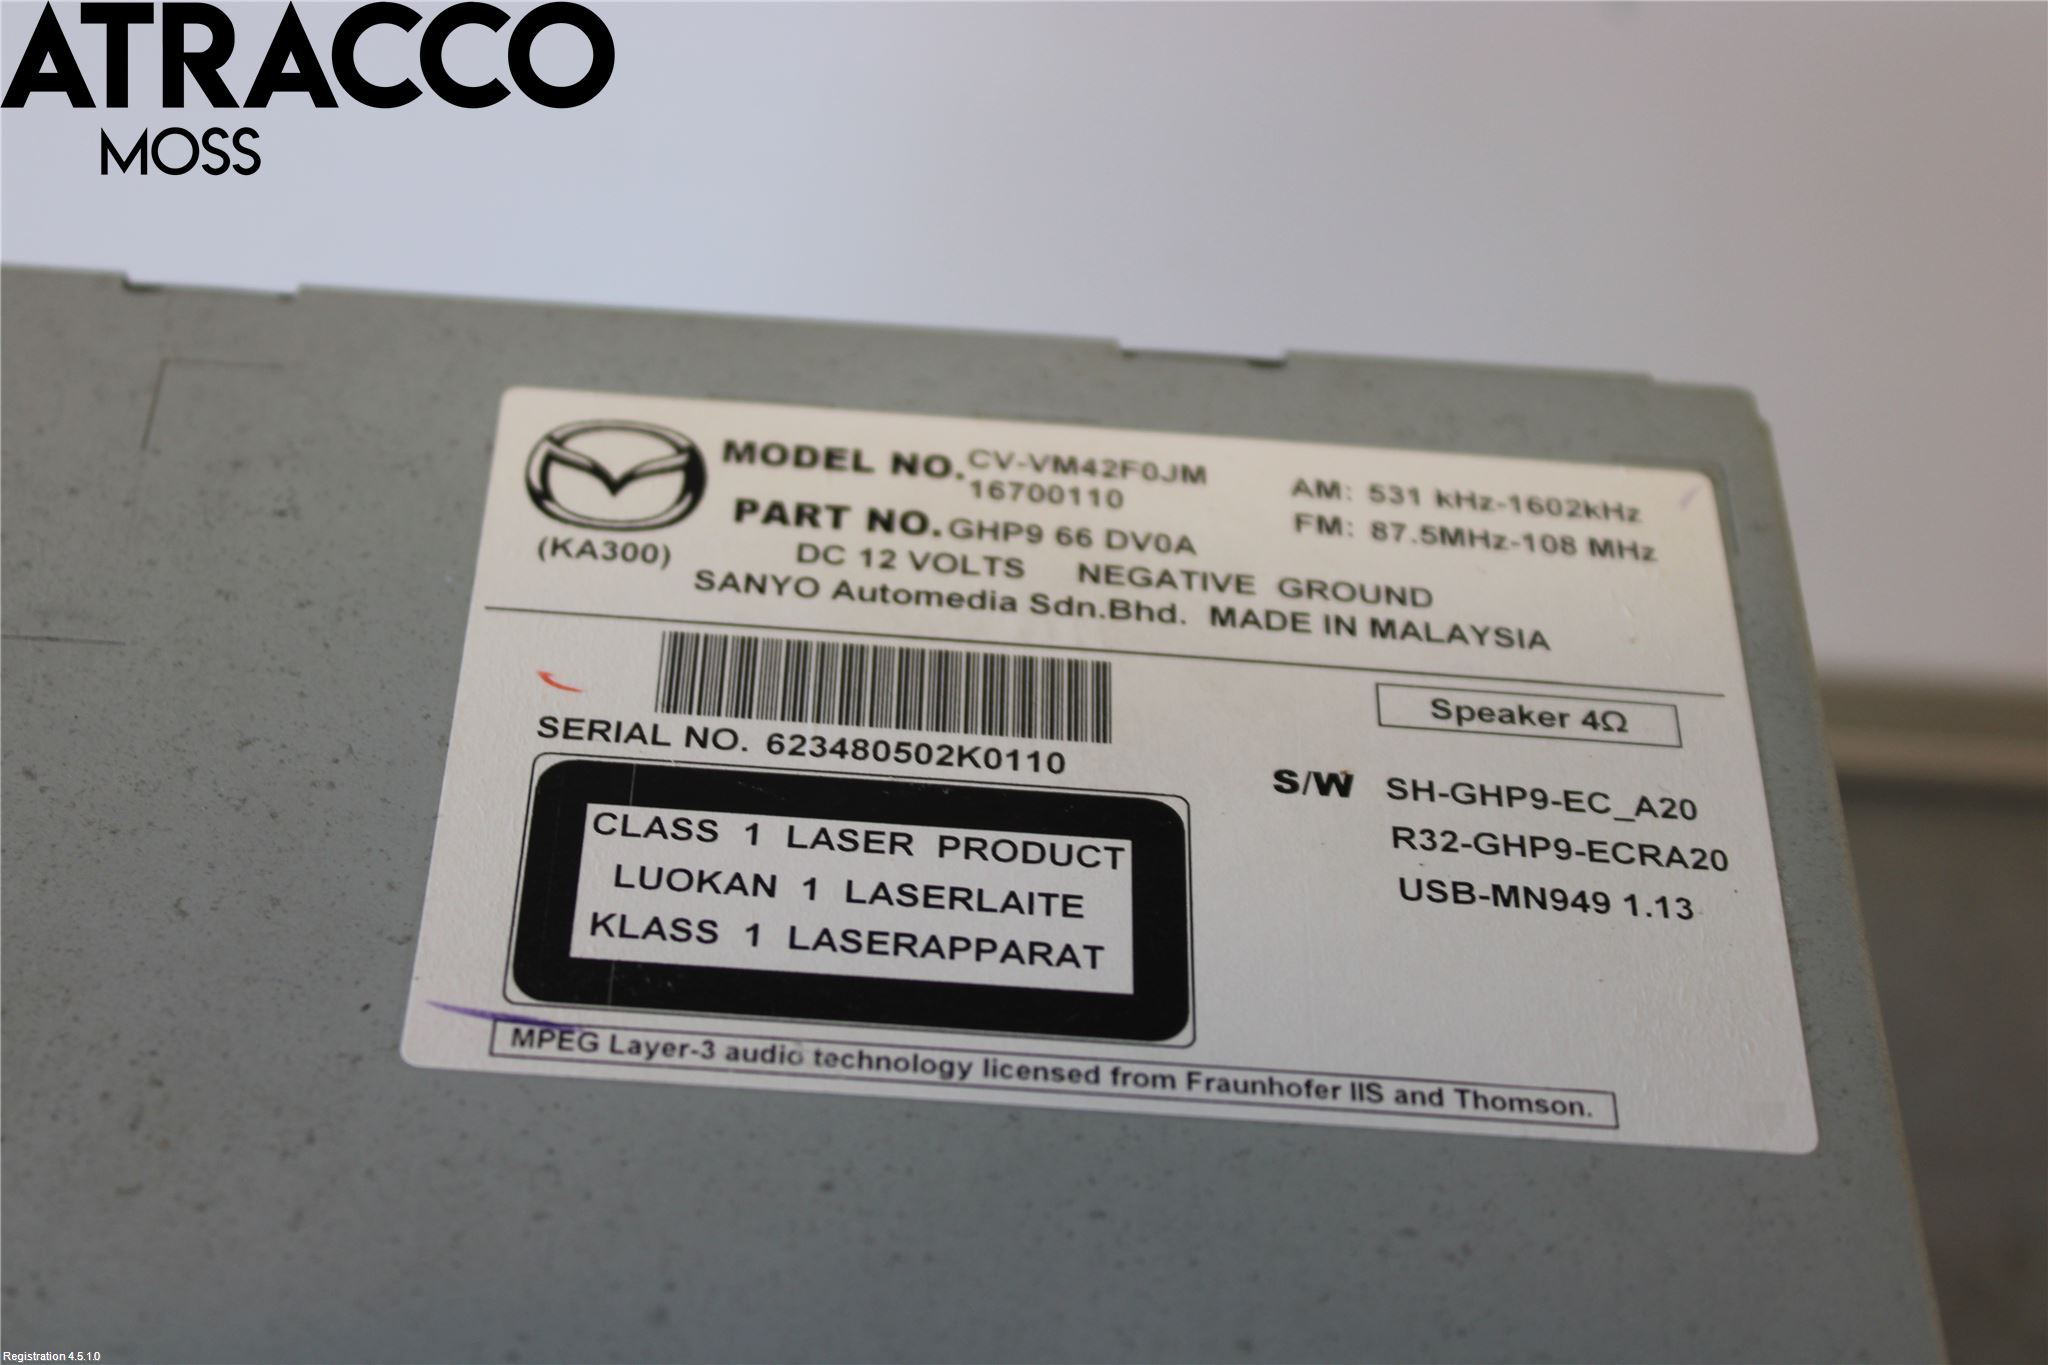 ATRACCO
MOSS
MODEL NO. CV-VM42F0JM
16700110
PART NO. GHP9 66 DV0A
(KA300)
DC 12 VOLTS NEGATIVE GROUND
SANYO Automedia Sdn.Bhd. MADE IN MALAYSIA
AM: 531 kHz-1602kHz
FM: 87.5MHz-108 MHz
SERIAL NO. 623480502K0110
Speaker 4Ω
S/W SH-GHP9-EC_A20
R32-GHP9-ECRA20
USB-MN949 1.13
CLASS 1 LASER PRODUCT
LUOKAN 1 LASERLAITE
KLASS 1 LASERAPPARAT
MPEG Layer-3 audio technology licensed from Fraunhofer IIS and Thomson.
Registration 4.5.1.0